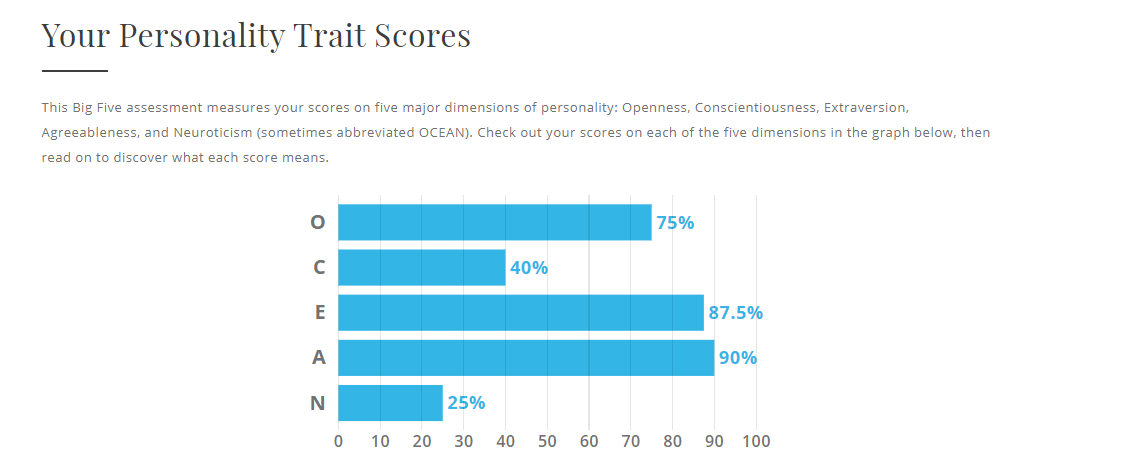 Your Personality Trait Scores
This Big Five assessment measures your scores on five major dimensions of personality: Openness, Conscientiousness, Extraversion,
Agreeableness, and Neuroticism (sometimes abbreviated OCEAN). Check out your scores on each of the five dimensions in the graph below, then
read on to discover what each score means.
O 75%
C 40%
E 87.5%
A 90%
N 25%
0 10 20 30 40 50 60 70 80 90 100